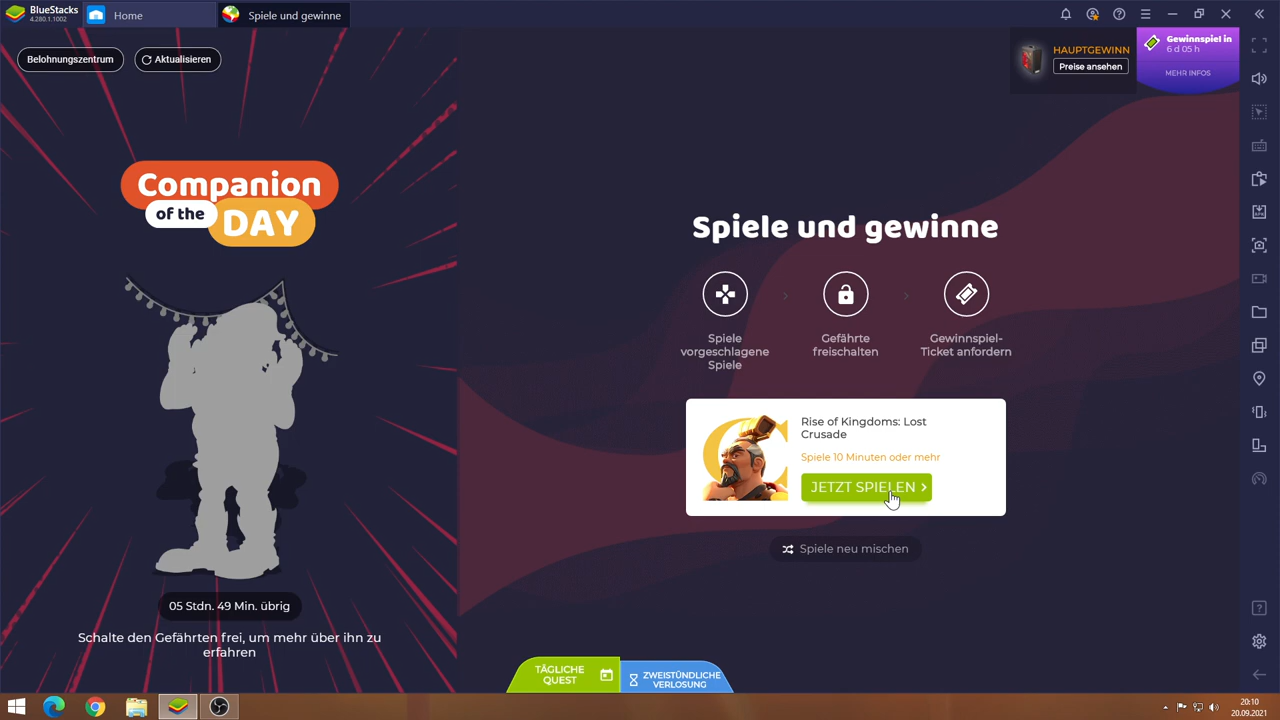 BlueStacks
4.280.1.1002
Home
Spiele und gewinne
Belohnungszentrum
Aktualisieren
HAUPTGEWINN
Preise ansehen
Gewinnspiel in
6 d 05 h
MEHR INFOS
Companion
of the
DAY
05 Stdn. 49 Min. übrig
Schalte den Gefährten frei, um mehr über ihn zu
erfahren
Spiele und gewinne
Spiele
vorgeschlagene
Spiele
Gefährte
freischalten
Gewinnspiel-
Ticket anfordern
Rise of Kingdoms: Lost
Crusade
Spiele 10 Minuten oder mehr
JETZT SPIELEN
Spiele neu mischen
TÄGLICHE
QUEST
ZWEISTÜNDLICHE
VERLOSUNG
20:10
20.09.2021